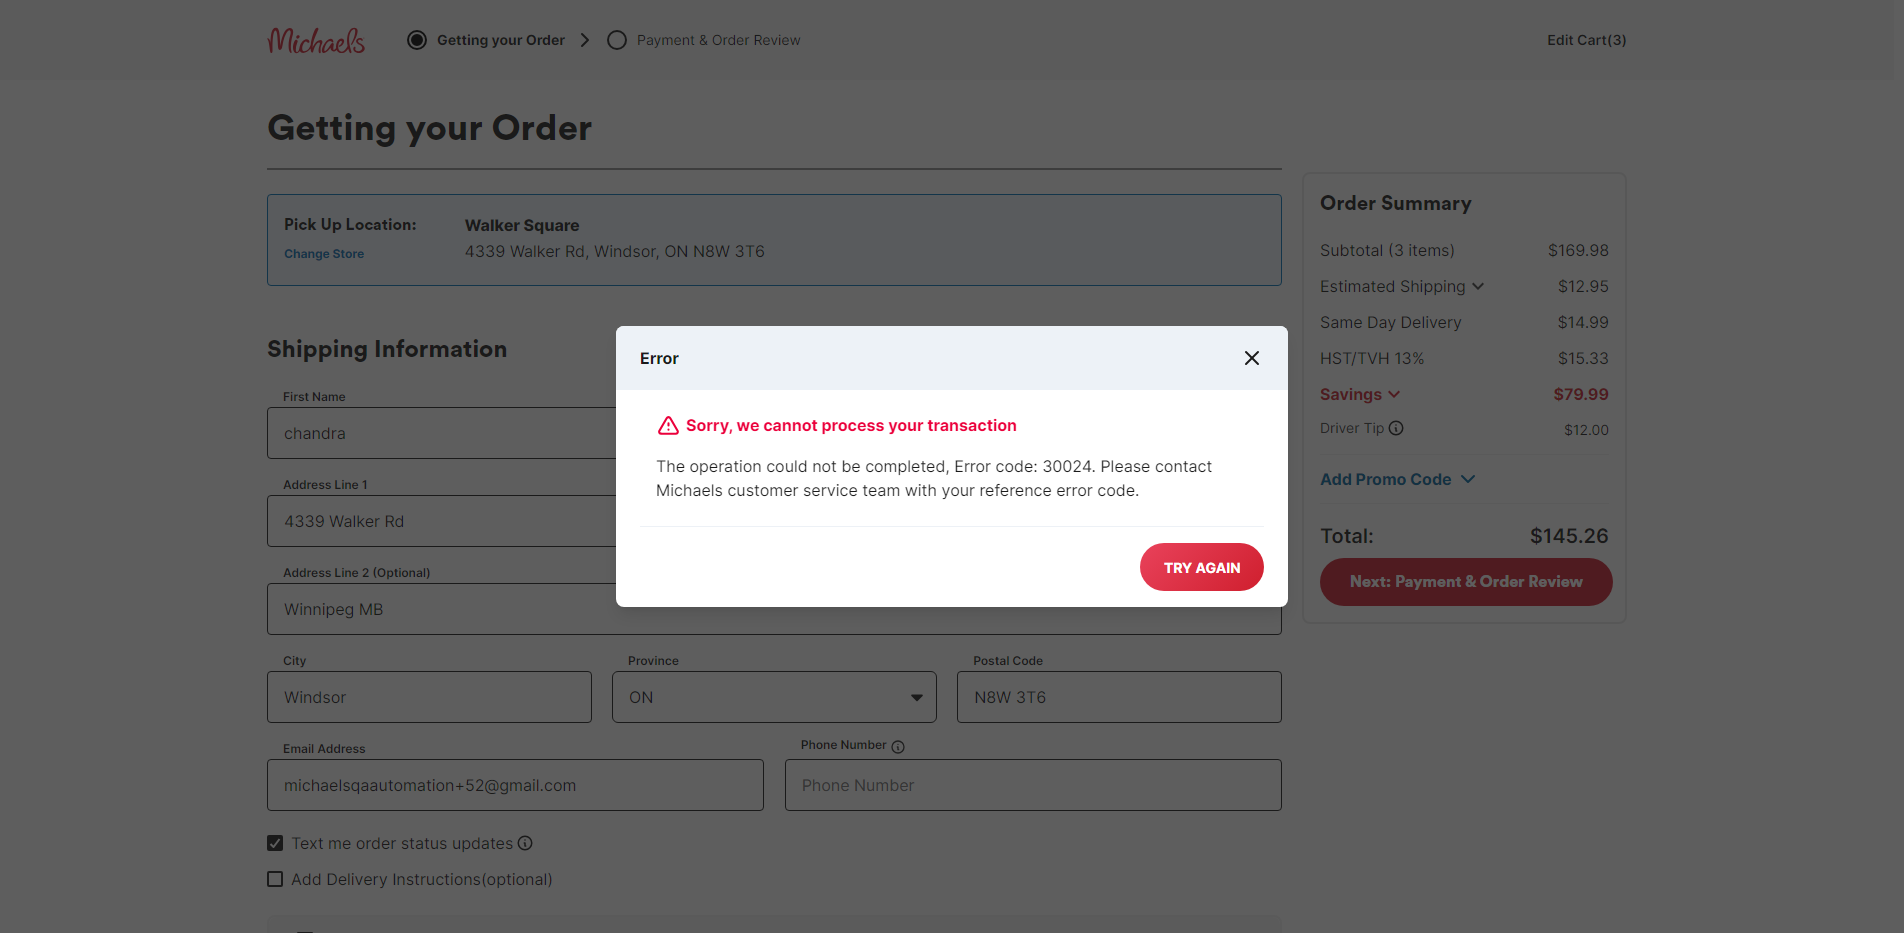 Michaels
Getting your Order
Payment & Order Review
Edit Cart(3)
Getting your Order
Pick Up Location:
Change Store
Walker Square
4339 Walker Rd, Windsor, ON N8W 3T6
Shipping Information
First Name
chandra
Address Line 1
4339 Walker Rd
Address Line 2 (Optional)
Winnipeg MB
City
Windsor
Province
ON
Postal Code
N8W 3T6
Email Address
michaelsqaautomation+52@gmail.com
Phone Number
Phone Number
Text me order status updates
Add Delivery Instructions(optional)
Error
Sorry, we cannot process your transaction
The operation could not be completed, Error code: 30024. Please contact
Michaels customer service team with your reference error code.
TRY AGAIN
Order Summary
Subtotal (3 items) $169.98
Estimated Shipping $12.95
Same Day Delivery $14.99
HST/TVH 13% $15.33
Savings $79.99
Driver Tip $12.00
Add Promo Code
Total: $145.26
Next: Payment & Order Review